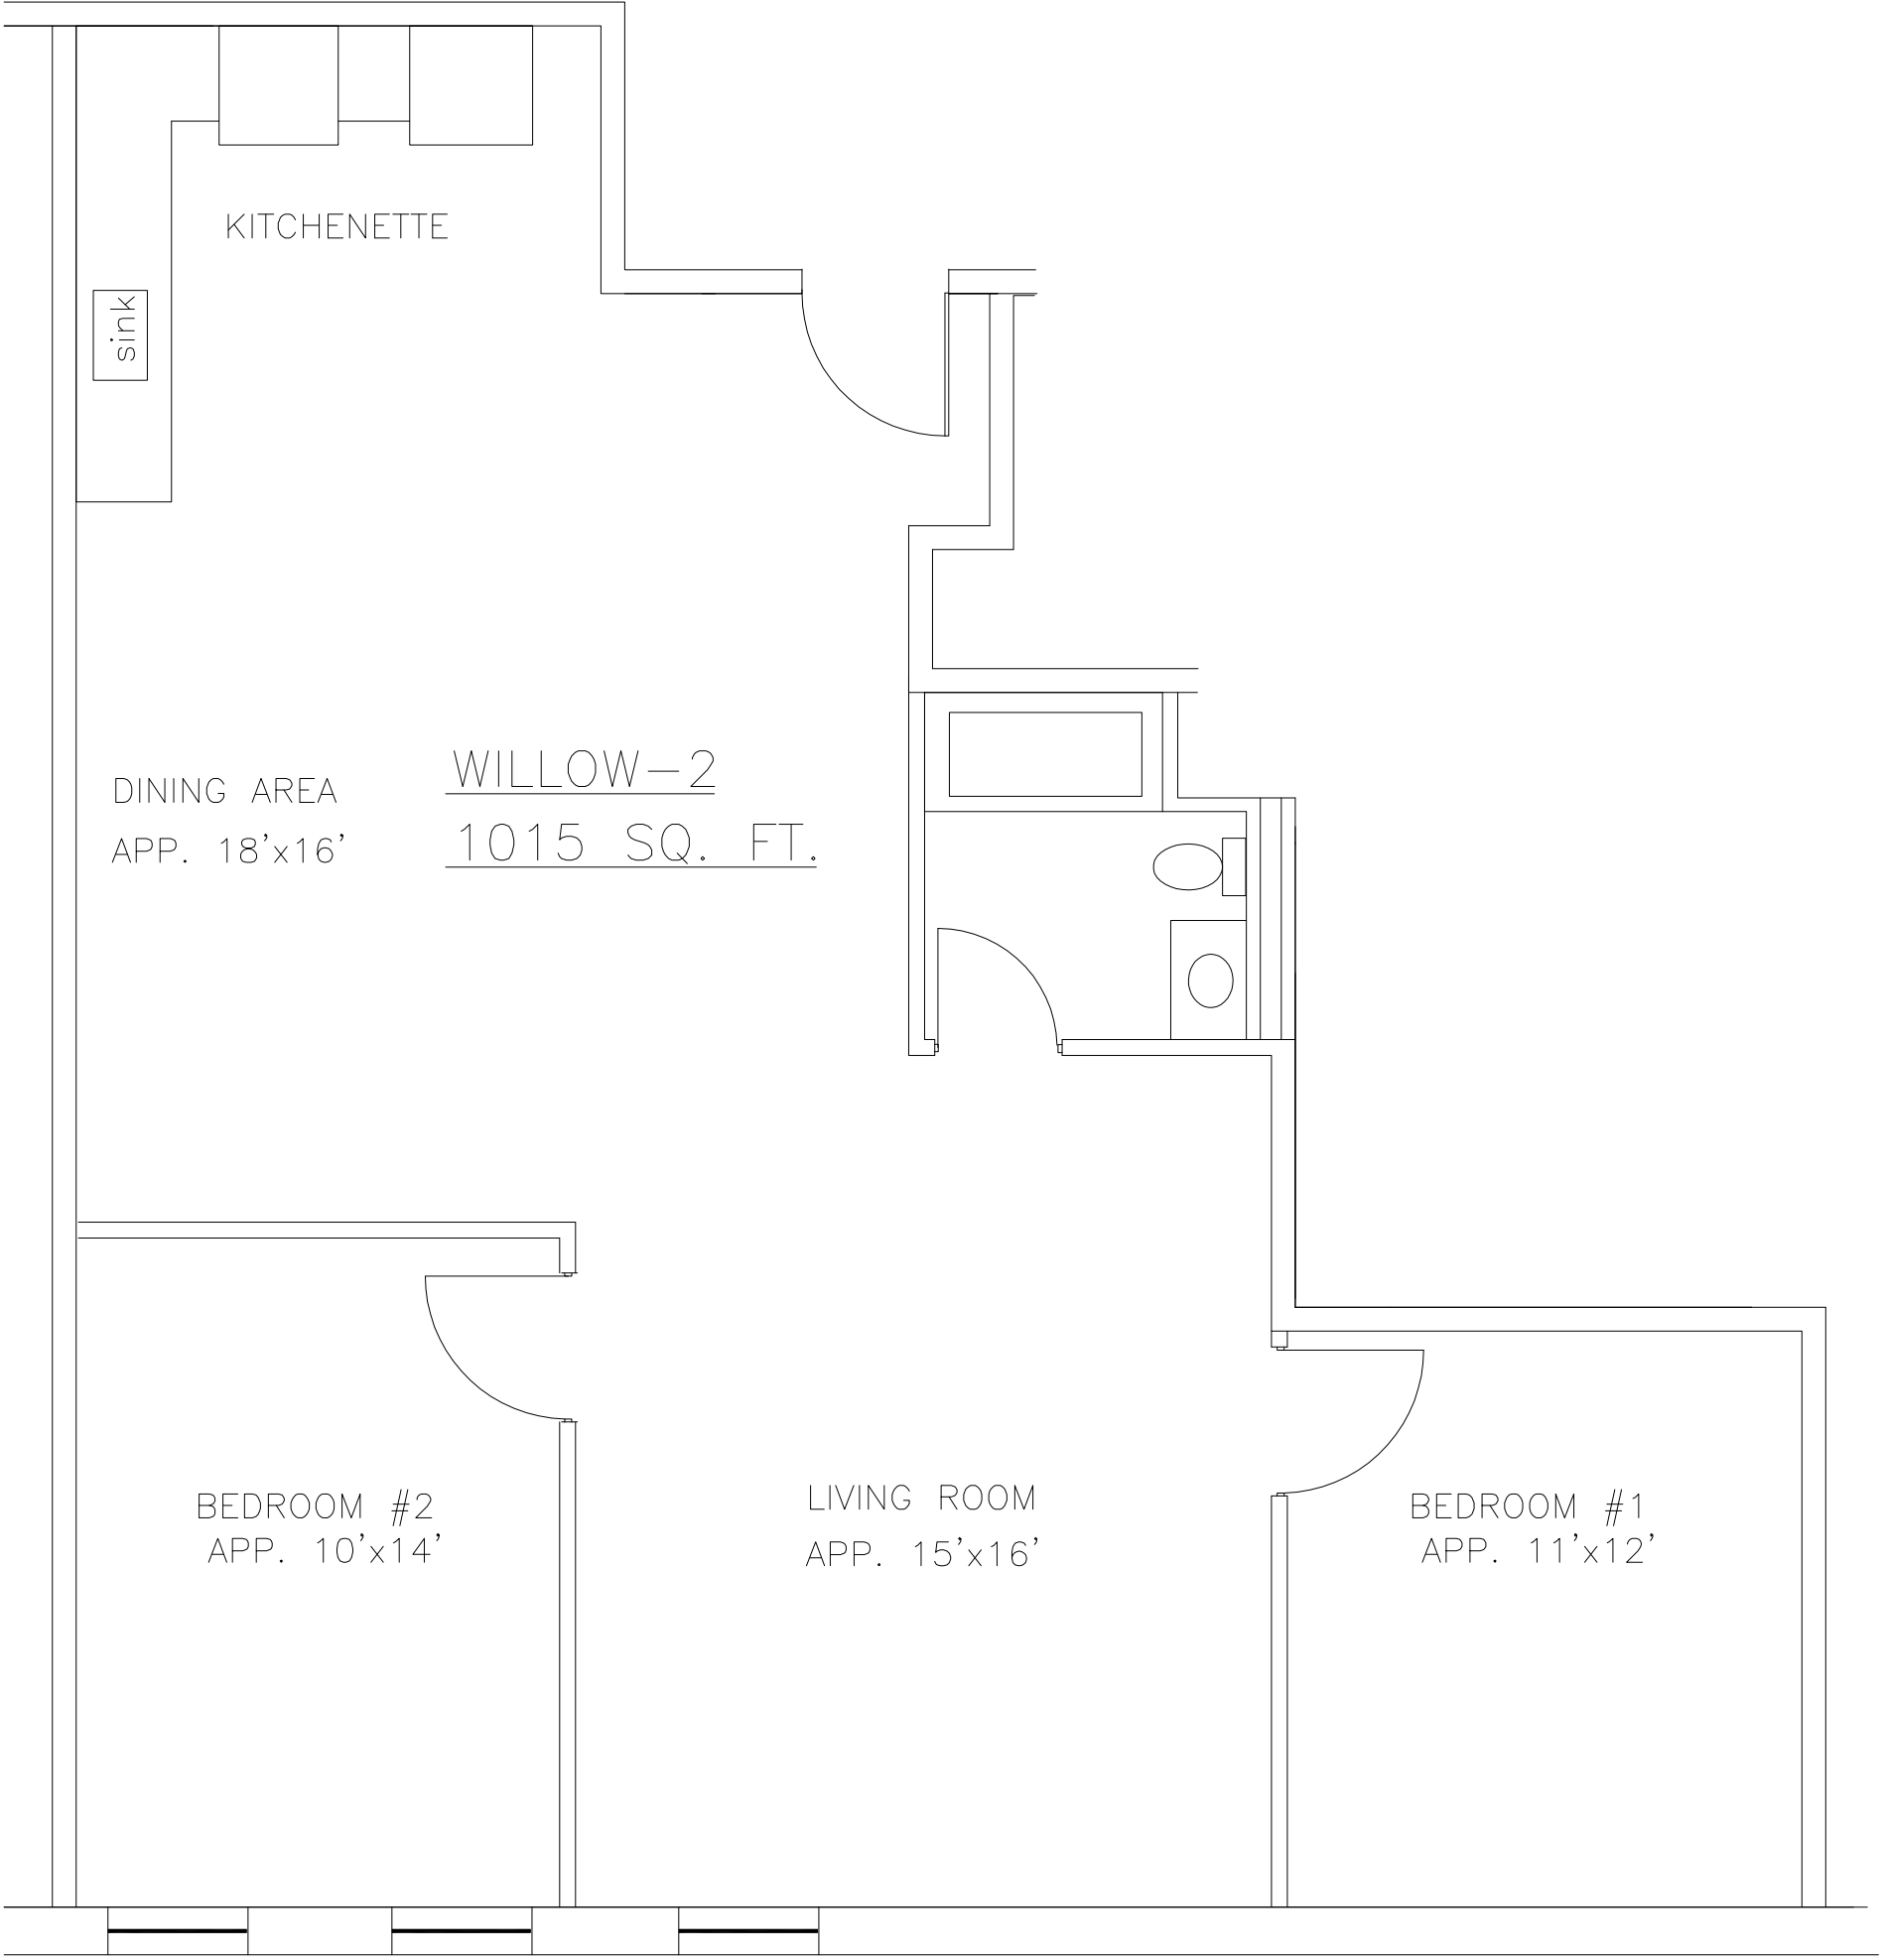 KITCHENETTE
sink
WILLOW-2
1015 SQ. FT.
DINING AREA
APP. 18'x16'
BEDROOM #2
APP. 10'x14'
LIVING ROOM
APP. 15'x16'
BEDROOM #1
APP. 11'x12'